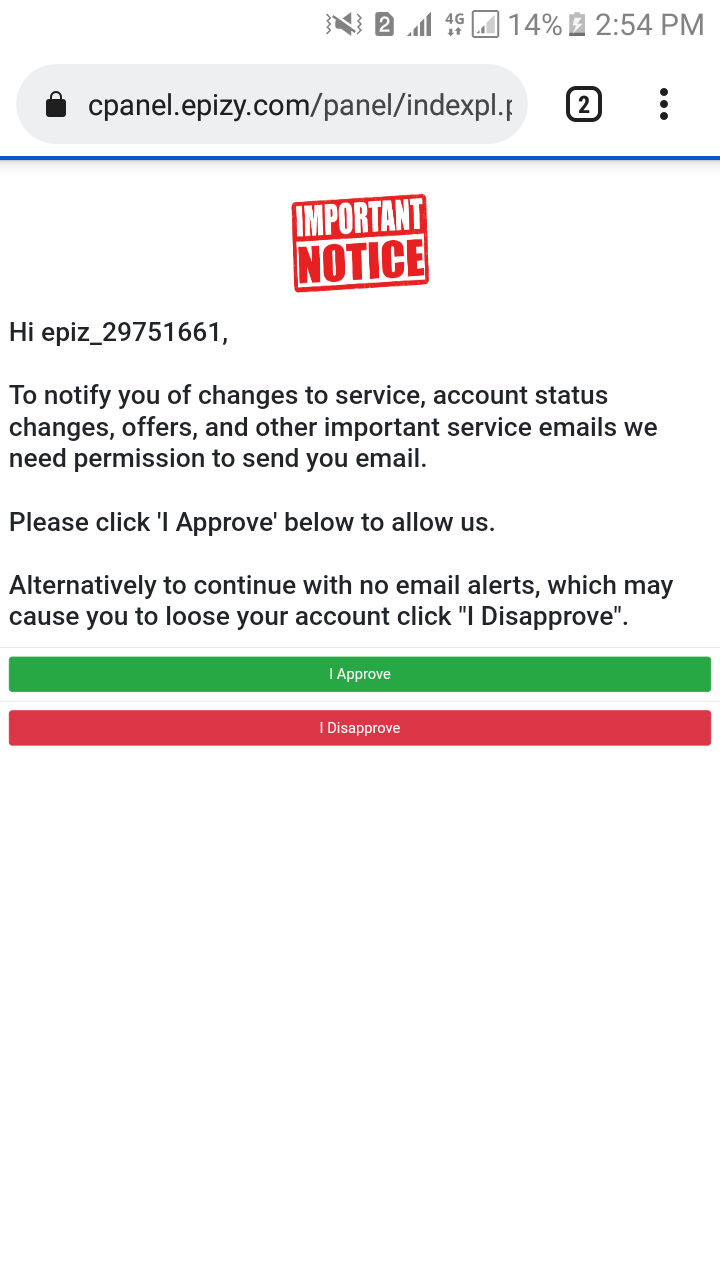 2 4G 14% 2:54 PM
cpanel.epizy.com/panel/indexpl.p 2
IMPORTANT
NOTICE
Hi epiz_29751661,
To notify you of changes to service, account status
changes, offers, and other important service emails we
need permission to send you email.
Please click 'I Approve' below to allow us.
Alternatively to continue with no email alerts, which may
cause you to loose your account click "I Disapprove".
I Approve
I Disapprove